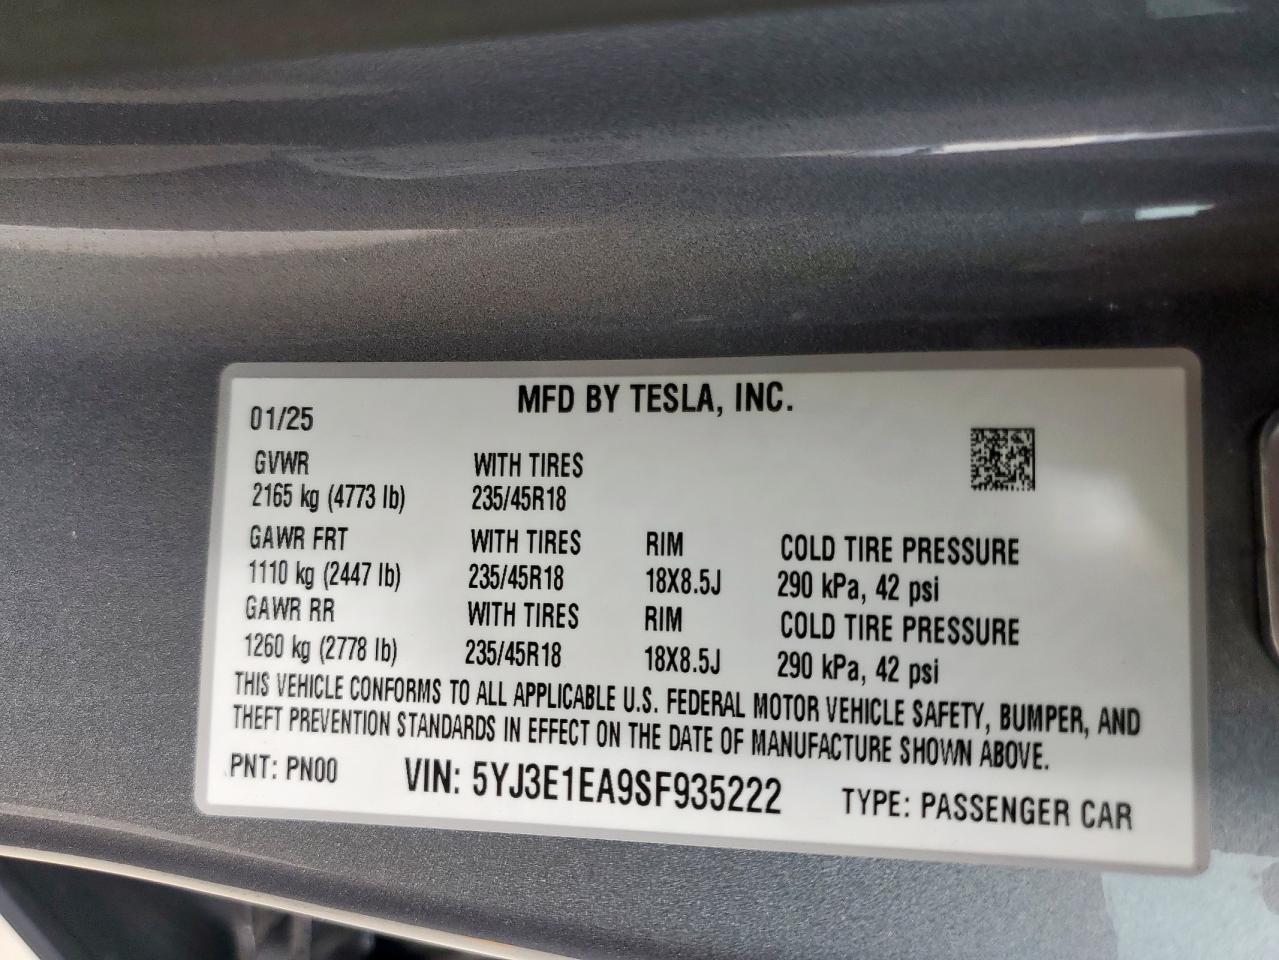 MFD BY TESLA, INC.
01/25
GVWR WITH TIRES
2165 kg (4773 lb) 235/45R18
GAWR FRT WITH TIRES RIM COLD TIRE PRESSURE
1110 kg (2447 lb) 235/45R18 18X8.5J 290 kPa, 42 psi
GAWR RR WITH TIRES RIM COLD TIRE PRESSURE
1260 kg (2778 lb) 235/45R18 18X8.5J 290 kPa, 42 psi
THIS VEHICLE CONFORMS TO ALL APPLICABLE U.S. FEDERAL MOTOR VEHICLE SAFETY, BUMPER, AND
THEFT PREVENTION STANDARDS IN EFFECT ON THE DATE OF MANUFACTURE SHOWN ABOVE.
PNT: PN00 VIN: 5YJ3E1EA9SF935222 TYPE: PASSENGER CAR